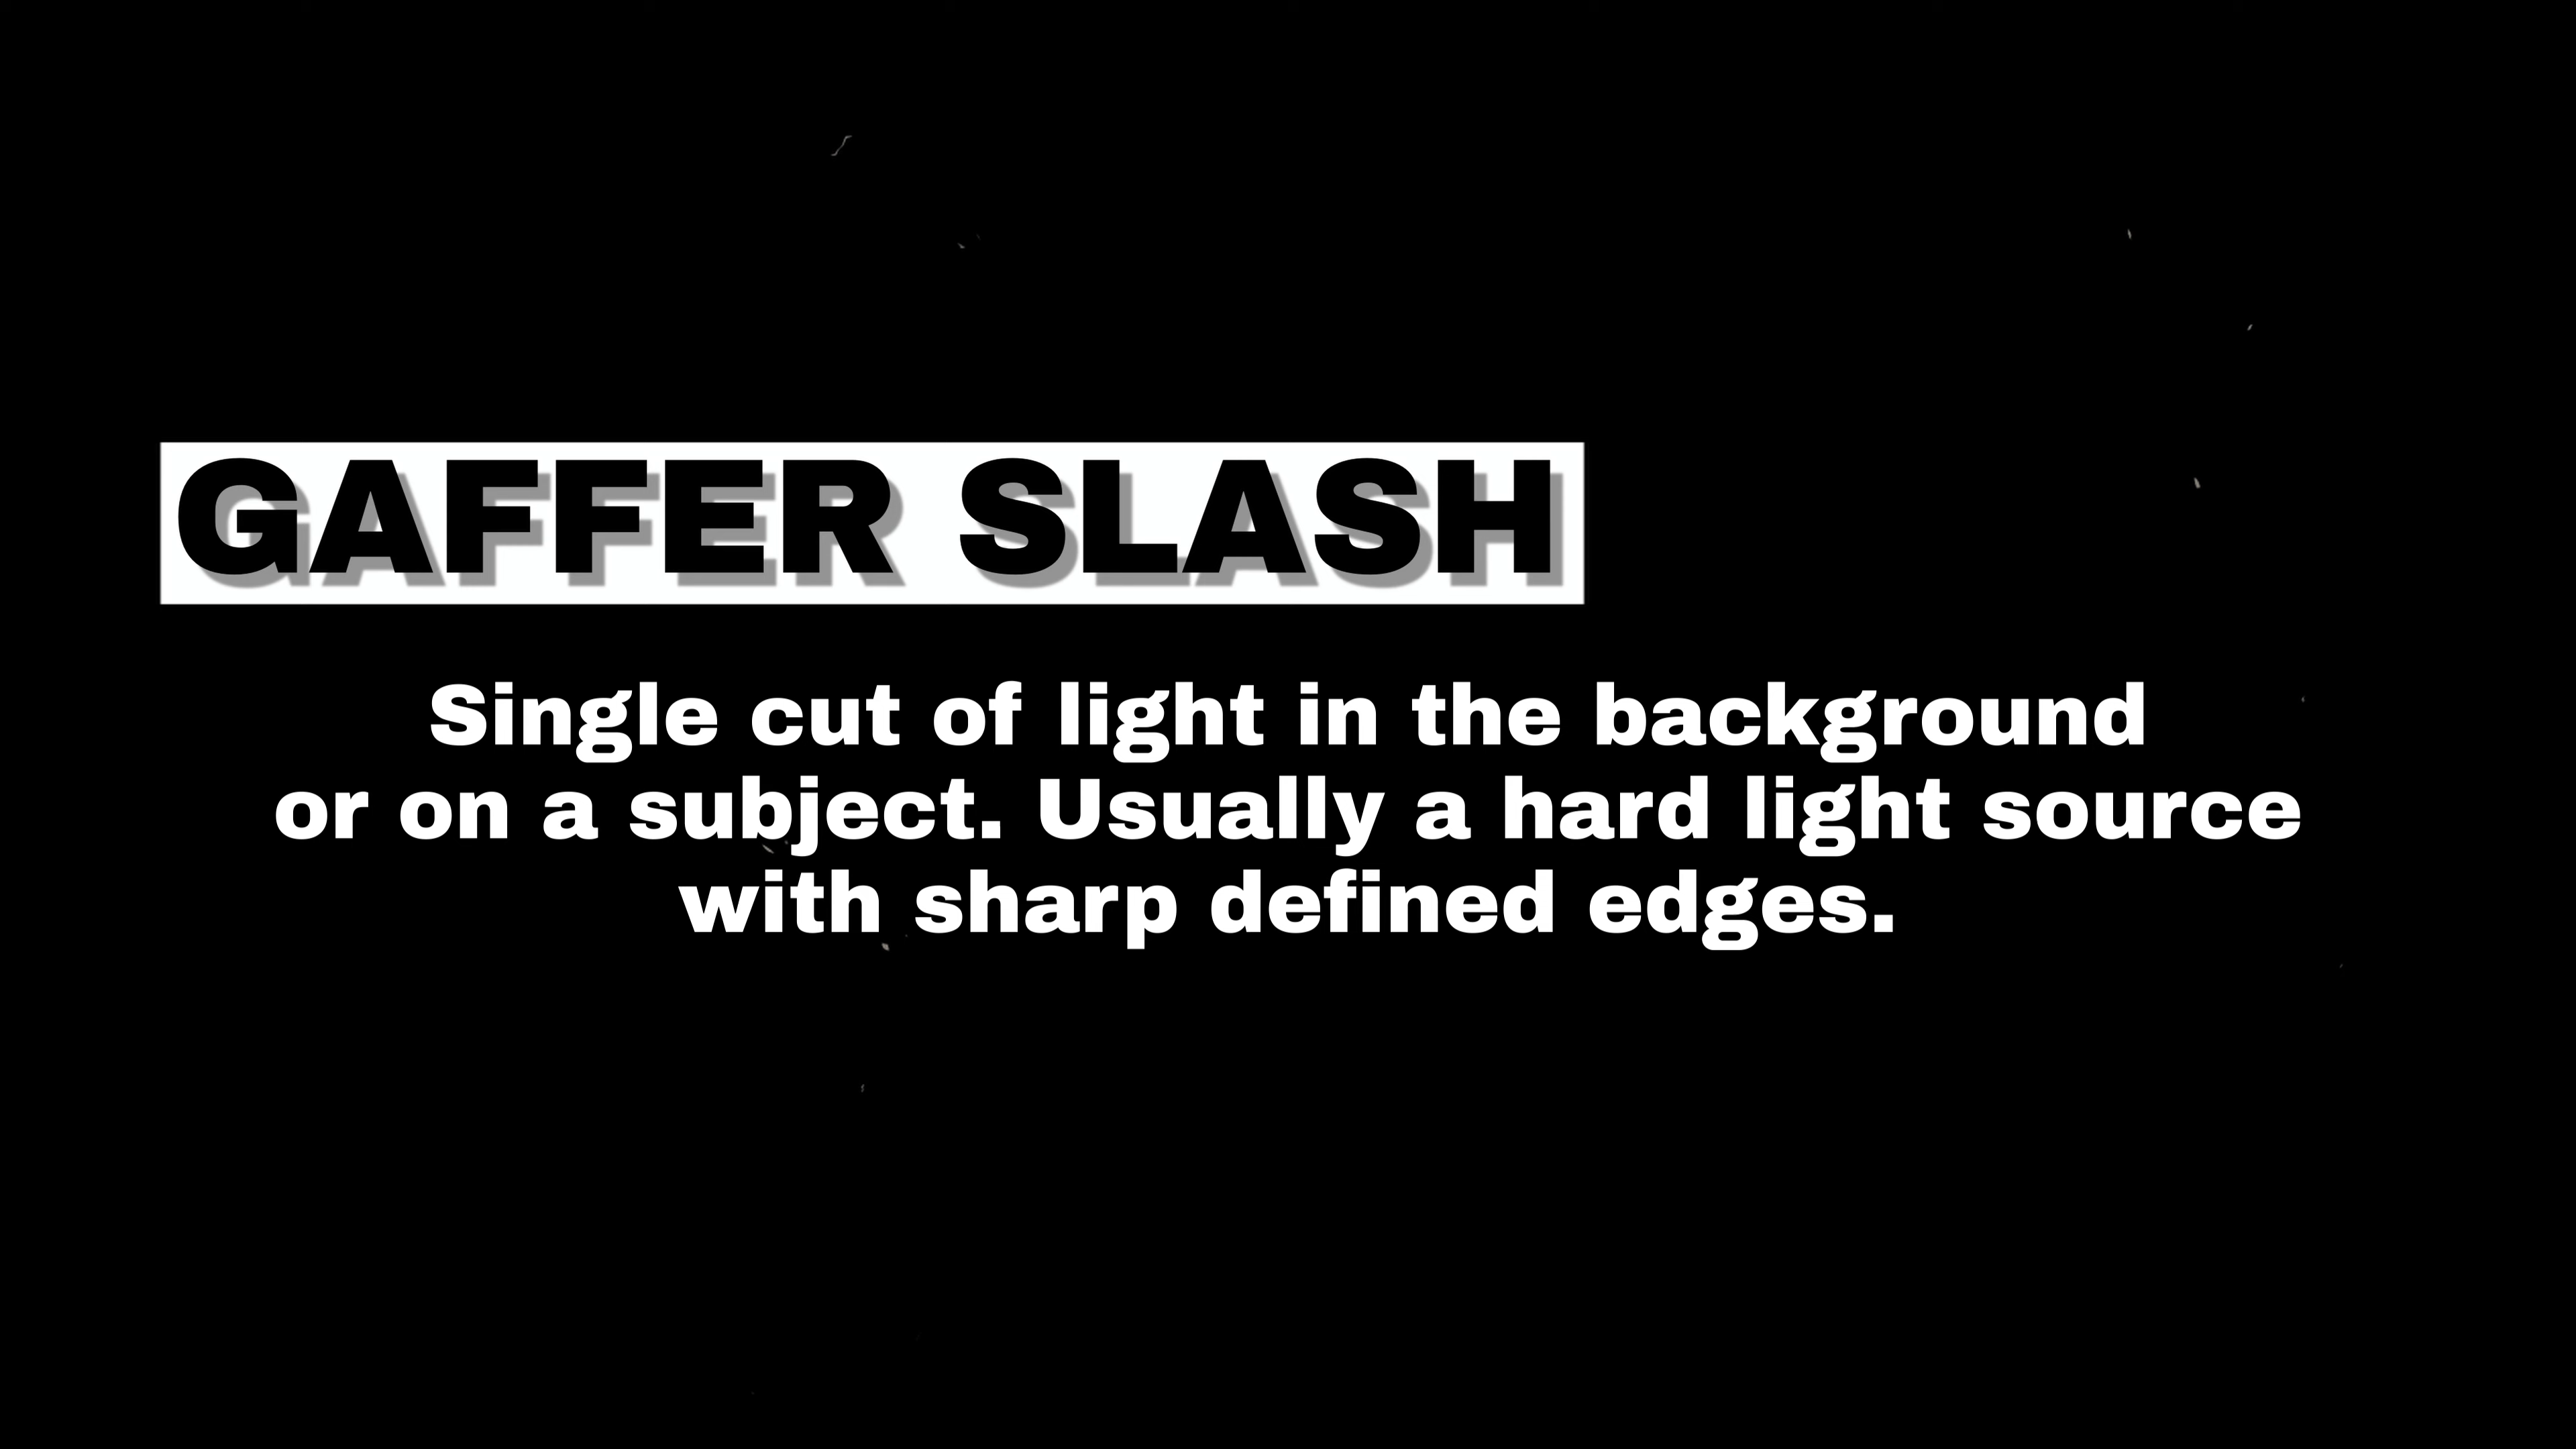 GAFFER SLASH
Single cut of light in the background
or on a subject. Usually a hard light source
with sharp defined edges.